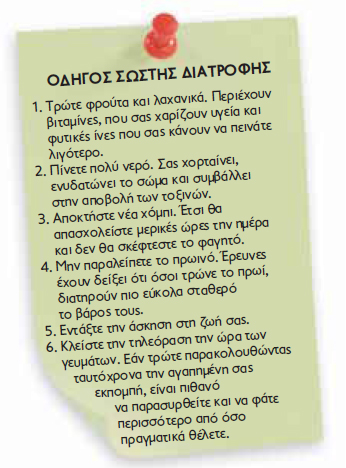 ΟΔΗΓΟΣ ΣΩΣΤΗΣ ΔΙΑΤΡΟΦΗΣ
1. Τρώτε φρούτα και λαχανικά. Περιέχουν
βιταμίνες, που σας χαρίζουν υγεία και
φυτικές ίνες που σας κάνουν να πεινάτε
λιγότερο.
2. Πίνετε πολύ νερό. Σας χορταίνει,
ενυδατώνει το σώμα και συμβάλλει
στην αποβολή των τοξινών.
3. Αποκτήστε νέα χόμπι. Έτσι θα
απασχολείστε μερικές ώρες την ημέρα
και δεν θα σκέφτεστε το φαγητό.
4. Μην παραλείπετε το πρωινό. Έρευνες
έχουν δείξει ότι όσοι τρώνε το πρωί,
διατηρούν πιο εύκολα σταθερό
το βάρος τους.
5. Εντάξτε την άσκηση στη ζωή σας.
6. Κλείστε την τηλεόραση την ώρα των
γευμάτων. Εάν τρώτε παρακολουθώντας
ταυτόχρονα την αγαπημένη σας
εκπομπή, είναι πιθανό
να παρασυρθείτε και να φάτε
περισσότερο από όσο
πραγματικά θέλετε.